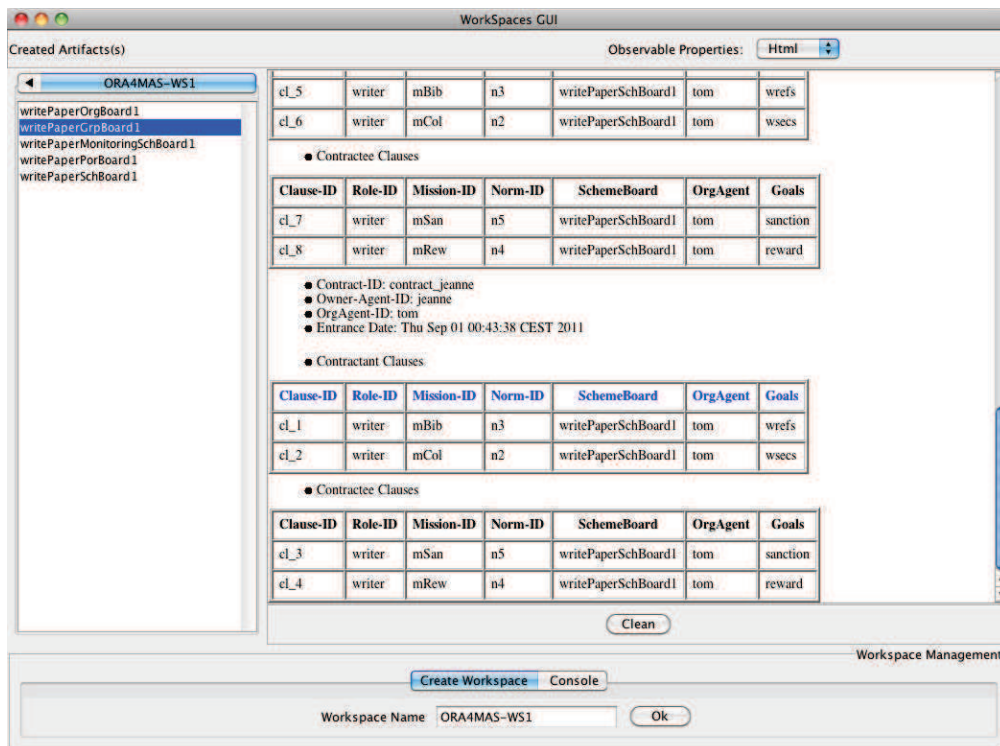 WorkSpaces GUI
Created Artifacts(s) Observable Properties: Html
ORA4MAS-WS1
writePaperOrgBoard1
writePaperGrpBoard1
writePaperMonitoringSchBoard1
writePaperPorBoard1
writePaperSchBoard1
cl_5 writer mBib n3 writePaperSchBoard1 tom wrefs
cl_6 writer mCol n2 writePaperSchBoard1 tom wsecs
Contractee Clauses
Clause-ID Role-ID Mission-ID Norm-ID SchemeBoard OrgAgent Goals
cl_7 writer mSan n5 writePaperSchBoard1 tom sanction
cl_8 writer mRew n4 writePaperSchBoard1 tom reward
Contract-ID: contract_jeanne
Owner-Agent-ID: jeanne
OrgAgent-ID: tom
Entrance Date: Thu Sep 01 00:43:38 CEST 2011
Contractant Clauses
Clause-ID Role-ID Mission-ID Norm-ID SchemeBoard OrgAgent Goals
cl_1 writer mBib n3 writePaperSchBoard1 tom wrefs
cl_2 writer mCol n2 writePaperSchBoard1 tom wsecs
Contractee Clauses
Clause-ID Role-ID Mission-ID Norm-ID SchemeBoard OrgAgent Goals
cl_3 writer mSan n5 writePaperSchBoard1 tom sanction
cl_4 writer mRew n4 writePaperSchBoard1 tom reward
Clean
Workspace Management
Create Workspace Console
Workspace Name ORA4MAS-WS1 Ok